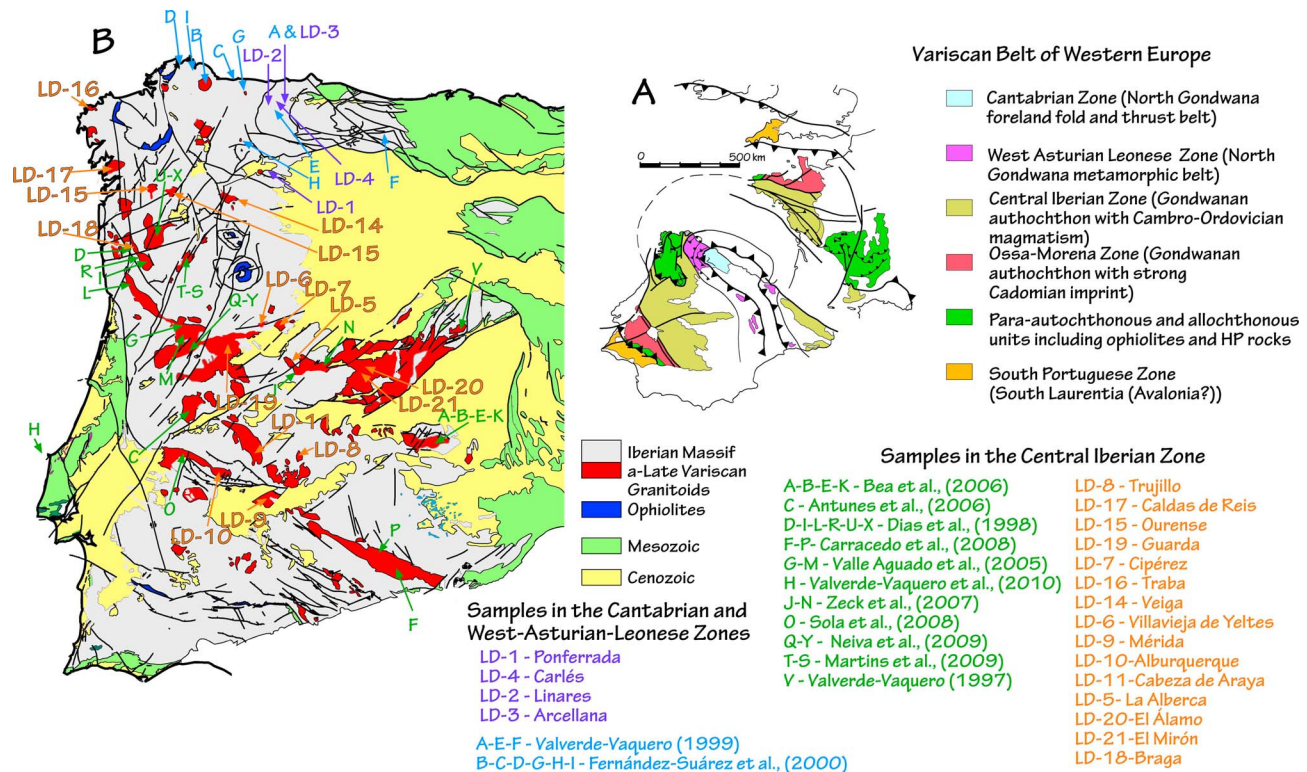 B
D
I
B
C
G
A & LD-3
LD-2
LD-16
E
H
LD-4
F
LD-17
U-X
LD-15
LD-1
LD-14
LD-18
LD-15
D
R
I
L
T-S
LD-6
Q-Y
LD-7
LD-5
V
G
N
M
J
LD-20
LD-19
LD-21
LD-11
A-B-E-K
H
C
LD-8
O
LD-9
LD-10
P
F
A
0
500 km
Variscan Belt of Western Europe
Cantabrian Zone (North Gondwana
foreland fold and thrust belt)
West Asturian Leonese Zone (North
Gondwana metamorphic belt)
Central Iberian Zone (Gondwanan
authochthon with Cambro-Ordovician
magmatism)
Ossa-Morena Zone (Gondwanan
authochthon with strong
Cadomian imprint)
Para-autochthonous and allochthonous
units including ophiolites and HP rocks
South Portuguese Zone
(South Laurentia (Avalonia?))
Iberian Massif
a-Late Variscan
Granitoids
Ophiolites
Mesozoic
Cenozoic
Samples in the Cantabrian and
West-Asturian-Leonese Zones
LD-1 - Ponferrada
LD-4 - Carlés
LD-2 - Linares
LD-3 - Arcellana
A-E-F - Valverde-Vaquero (1999)
B-C-D-G-H-I - Fernández-Suárez et al., (2000)
Samples in the Central Iberian Zone
A-B-E-K - Bea et al., (2006)
C - Antunes et al., (2006)
D-I-L-R-U-X - Dias et al., (1998)
F-P- Carracedo et al., (2008)
G-M - Valle Aguado et al., (2005)
H - Valverde-Vaquero et al., (2010)
J-N - Zeck et al., (2007)
O - Sola et al., (2008)
Q-Y - Neiva et al., (2009)
T-S - Martins et al., (2009)
V - Valverde-Vaquero (1997)
LD-8 - Trujillo
LD-17 - Caldas de Reis
LD-15 - Ourense
LD-19 - Guarda
LD-7 - Cipérez
LD-16 - Traba
LD-14 - Veiga
LD-6 - Villavieja de Yeltes
LD-9 - Mérida
LD-10-Alburquerque
LD-11-Cabeza de Araya
LD-5- La Alberca
LD-20-El Álamo
LD-21-El Mirón
LD-18-Braga